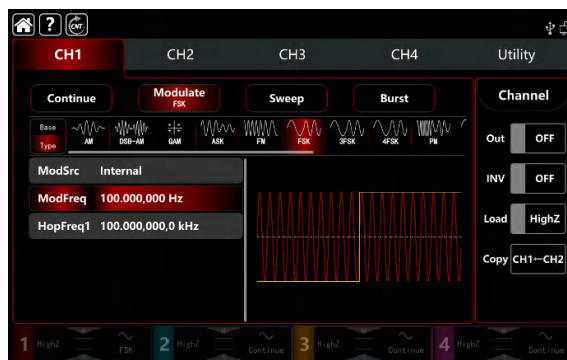 ? CNT
CH1 CH2 CH3 CH4 Utility
Continue Modulate FSK Sweep Burst Channel
Base Type AM DSB-AM QAM ASK FM FSK 3FSK 4FSK PM
Out OFF
ModSrc Internal
INV OFF
ModFreq 100.000,000 Hz
HopFreq1 100.000,000,0 kHz
Load HighZ
Copy CH1←CH2
1 HighZ FSK 2 HighZ Continue 3 HighZ Continue 4 HighZ